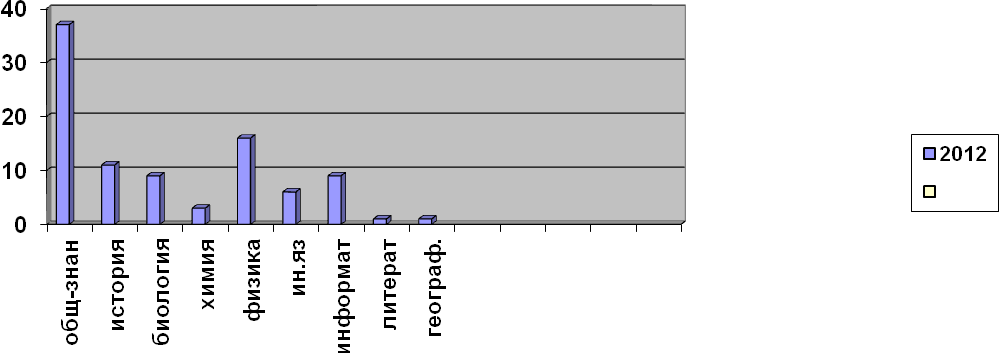 40
30
20
10
0
общ-знан
история
биология
химия
физика
ин.яз
информат
литерат
географ.
2012